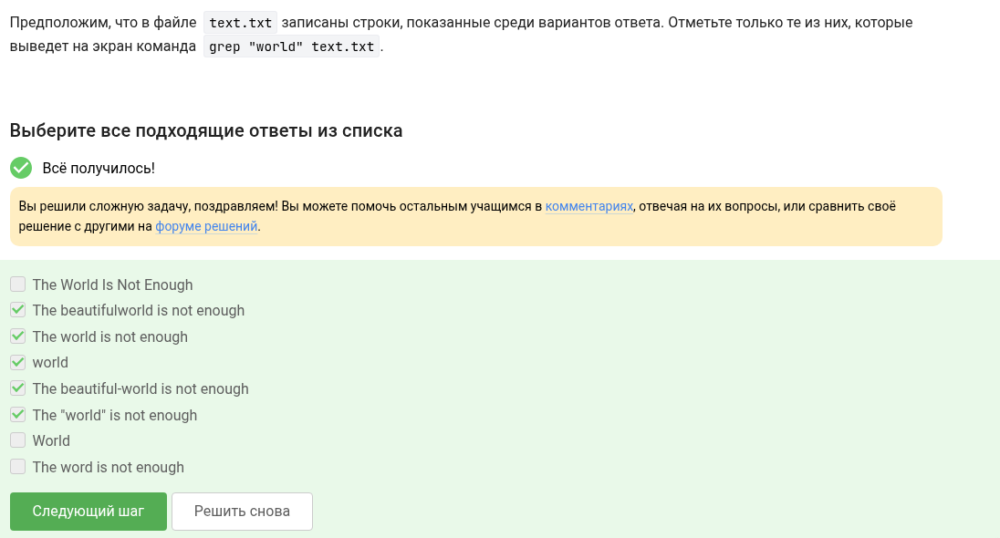 Предположим, что в файле text.txt записаны строки, показанные среди вариантов ответа. Отметьте только те из них, которые
выведет на экран команда grep "world" text.txt.
Выберите все подходящие ответы из списка
Всё получилось!
Вы решили сложную задачу, поздравляем! Вы можете помочь остальным учащимся в комментариях, отвечая на их вопросы, или сравнить своё
решение с другими на форуме решений.
The World Is Not Enough
The beautifulworld is not enough
The world is not enough
world
The beautiful-world is not enough
The "world" is not enough
World
The word is not enough
Следующий шаг Решить снова